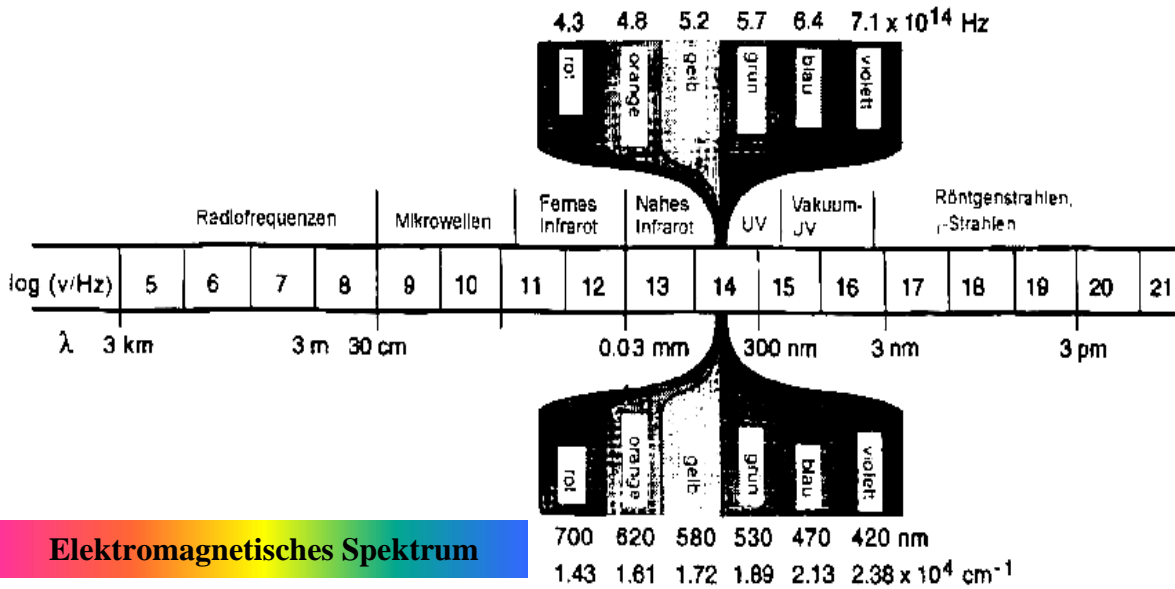 4.3 4.8 5.2 5.7 6.4 7.1 x 10^14 Hz
rot orange gelb grün blau violett
Radiofrequenzen Mikrowellen Fernes Infrarot Nahes Infrarot UV Vakuum-UV Röntgenstrahlen, γ-Strahlen
log (ν/Hz) 5 6 7 8 9 10 11 12 13 14 15 16 17 18 19 20 21
λ 3 km 3 m 30 cm 0.03 mm 300 nm 3 nm 3 pm
rot orange gelb grün blau violett
700 620 580 530 470 420 nm
1.43 1.61 1.72 1.89 2.13 2.38 x 10^4 cm^-1
Elektromagnetisches Spektrum